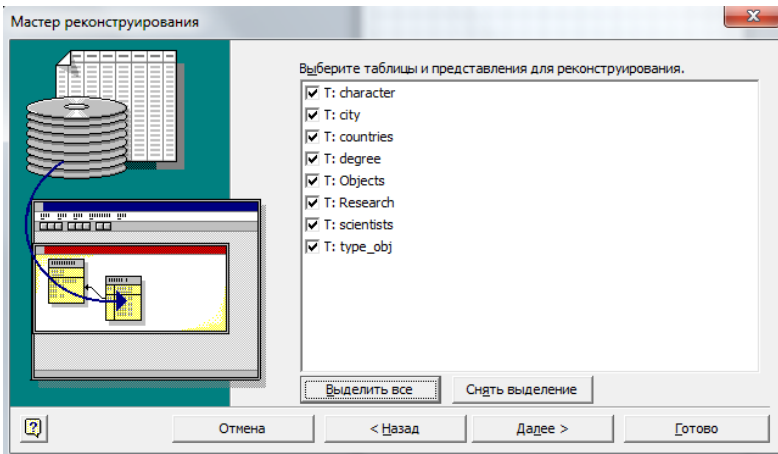 Мастер реконструирования
Выберите таблицы и представления для реконструирования.
T: character
T: city
T: countries
T: degree
T: Objects
T: Research
T: scientists
T: type_obj
Выделить все
Снять выделение
Отмена
< Назад
Далее >
Готово